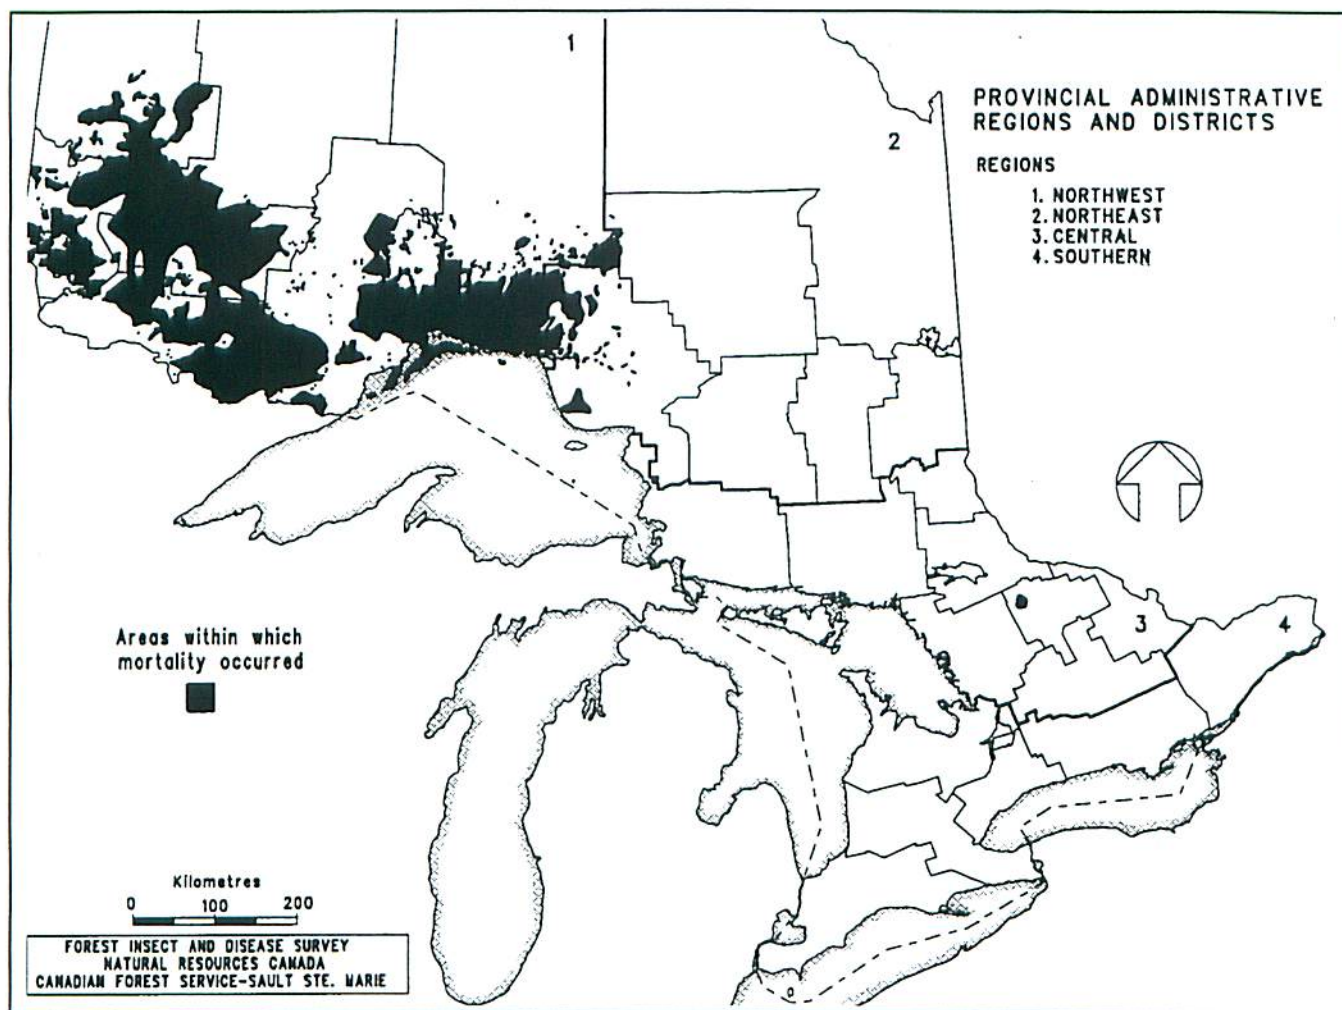 1
2
PROVINCIAL ADMINISTRATIVE
REGIONS AND DISTRICTS
REGIONS
1. NORTHWEST
2. NORTHEAST
3. CENTRAL
4. SOUTHERN
3
4
Areas within which
mortality occurred
Kilometres
0 100 200
FOREST INSECT AND DISEASE SURVEY
NATURAL RESOURCES CANADA
CANADIAN FOREST SERVICE-SAULT STE. MARIE